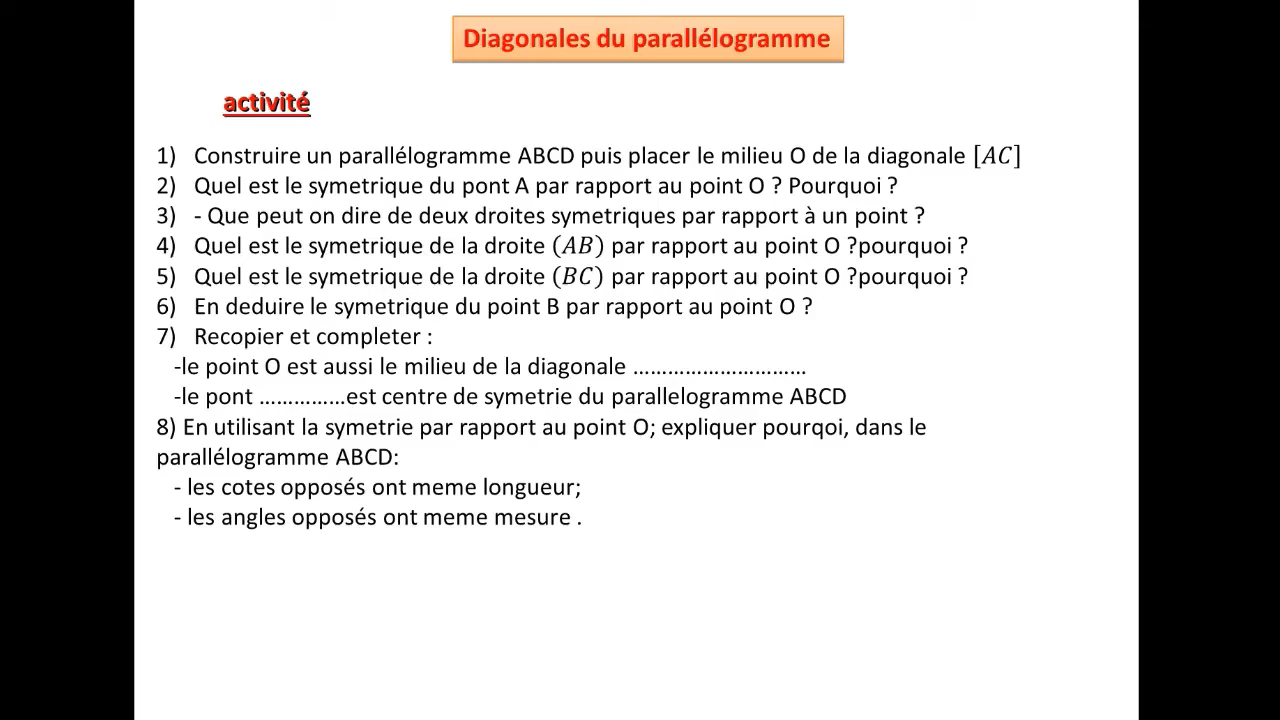 Diagonales du parallélogramme
activité
1) Construire un parallélogramme ABCD puis placer le milieu O de la diagonale [AC]
2) Quel est le symetrique du pont A par rapport au point O ? Pourquoi ?
3) - Que peut on dire de deux droites symetriques par rapport à un point ?
4) Quel est le symetrique de la droite (AB) par rapport au point O ?pourquoi ?
5) Quel est le symetrique de la droite (BC) par rapport au point O ?pourquoi ?
6) En deduire le symetrique du point B par rapport au point O ?
7) Recopier et completer :
-le point O est aussi le milieu de la diagonale …………………………
-le pont ……………est centre de symetrie du parallelogramme ABCD
8) En utilisant la symetrie par rapport au point O; expliquer pourqoi, dans le
parallélogramme ABCD:
- les cotes opposés ont meme longueur;
- les angles opposés ont meme mesure .